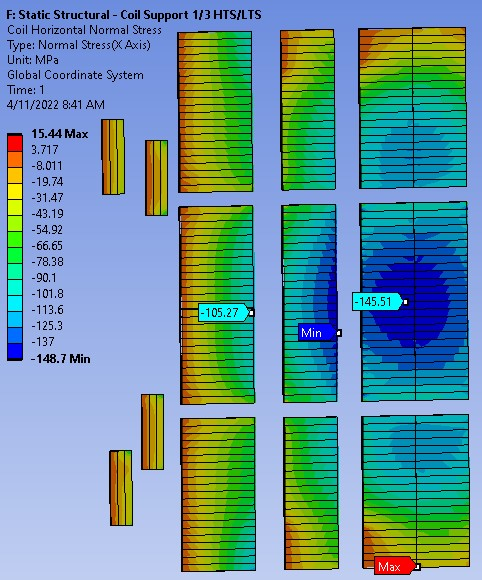 F: Static Structural - Coil Support 1/3 HTS/LTS
Coil Horizontal Normal Stress
Type: Normal Stress(X Axis)
Unit: MPa
Global Coordinate System
Time: 1
4/11/2022 8:41 AM
15.44 Max
3.717
-8.011
-19.74
-31.47
-43.19
-54.92
-66.65
-78.38
-90.1
-101.8
-113.6
-125.3
-137
-148.7 Min
-105.27
-145.51
Min
Max